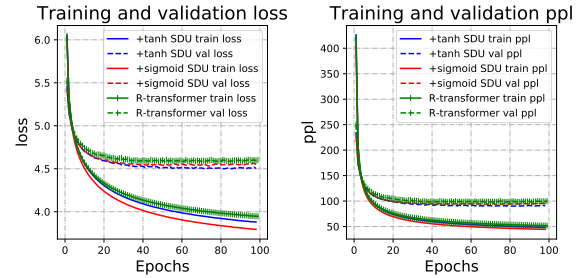 Training and validation loss
6.0
5.5
5.0
4.5
4.0
loss
0 20 40 60 80 100
Epochs
+tanh SDU train loss
+tanh SDU val loss
+sigmoid SDU train loss
+sigmoid SDU val loss
R-transformer train loss
R-transformer val loss
Training and validation ppl
400
350
300
250
200
150
100
50
ppl
0 20 40 60 80 100
Epochs
+tanh SDU train ppl
+tanh SDU val ppl
+sigmoid SDU train ppl
+sigmoid SDU val ppl
R-transformer train ppl
R-transformer val ppl